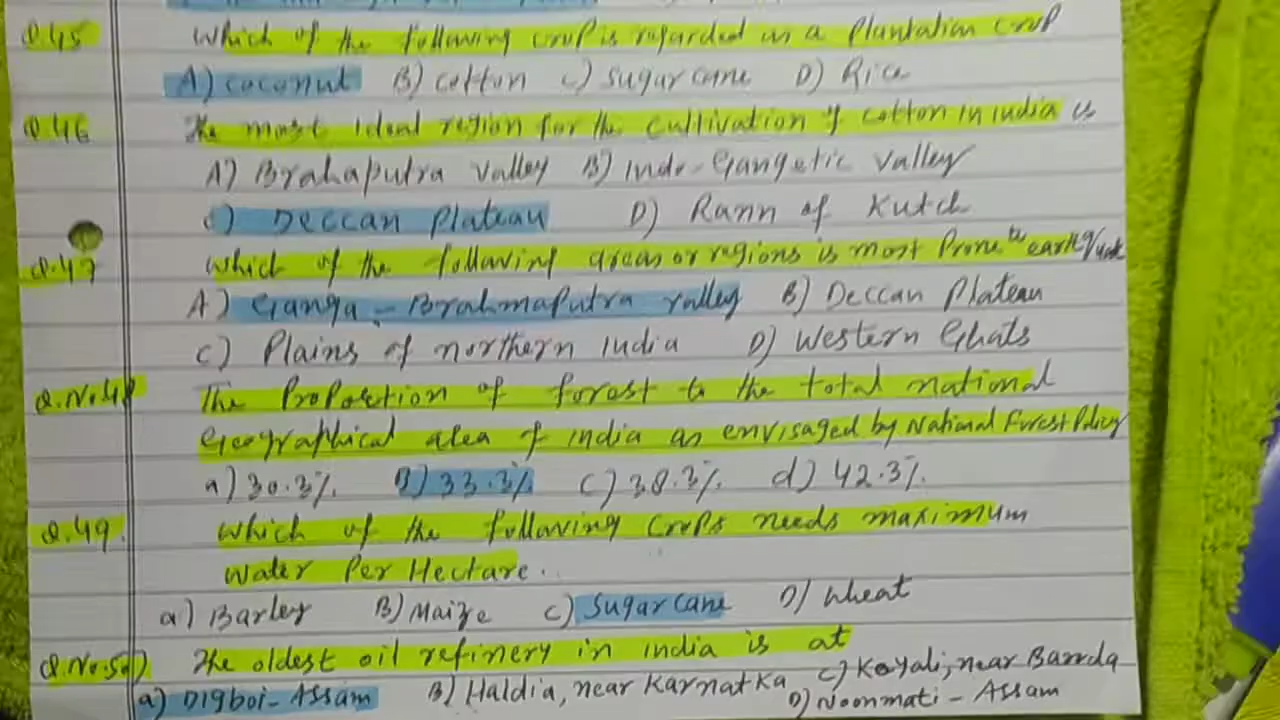 Q.45 Which of the following crop is regarded as a Plantation crop
A) coconut B) cotton C) Sugar cane D) Rice
Q.46 The most ideal region for the cultivation of cotton in india is
A) Brahaputra valley B) Indo-Gangetic valley
C) Deccan plateau D) Rann of Kutch
Q.47 Which of the following areas or regions is most Prone to
A) Ganga - Brahmaputra valley B) Deccan Plateau
C) Plains of northern india D) Western Ghats
Q.No.48 The Proportion of forest to the total national
Geographical area of india as envisaged by National Forest Policy
a) 30.3% B) 33.3% C) 38.3% d) 42.3%
Q.49 Which of the following crops needs maximum
Water Per Hectare.
a) Barley B) Maize C) Sugar cane D) Wheat
Q.No.50) The oldest oil refinery in india is at
a) Digboi-Assam B) Haldia, near Karnatka C) Koyali, near Baroda
D) Noonmati - Assam